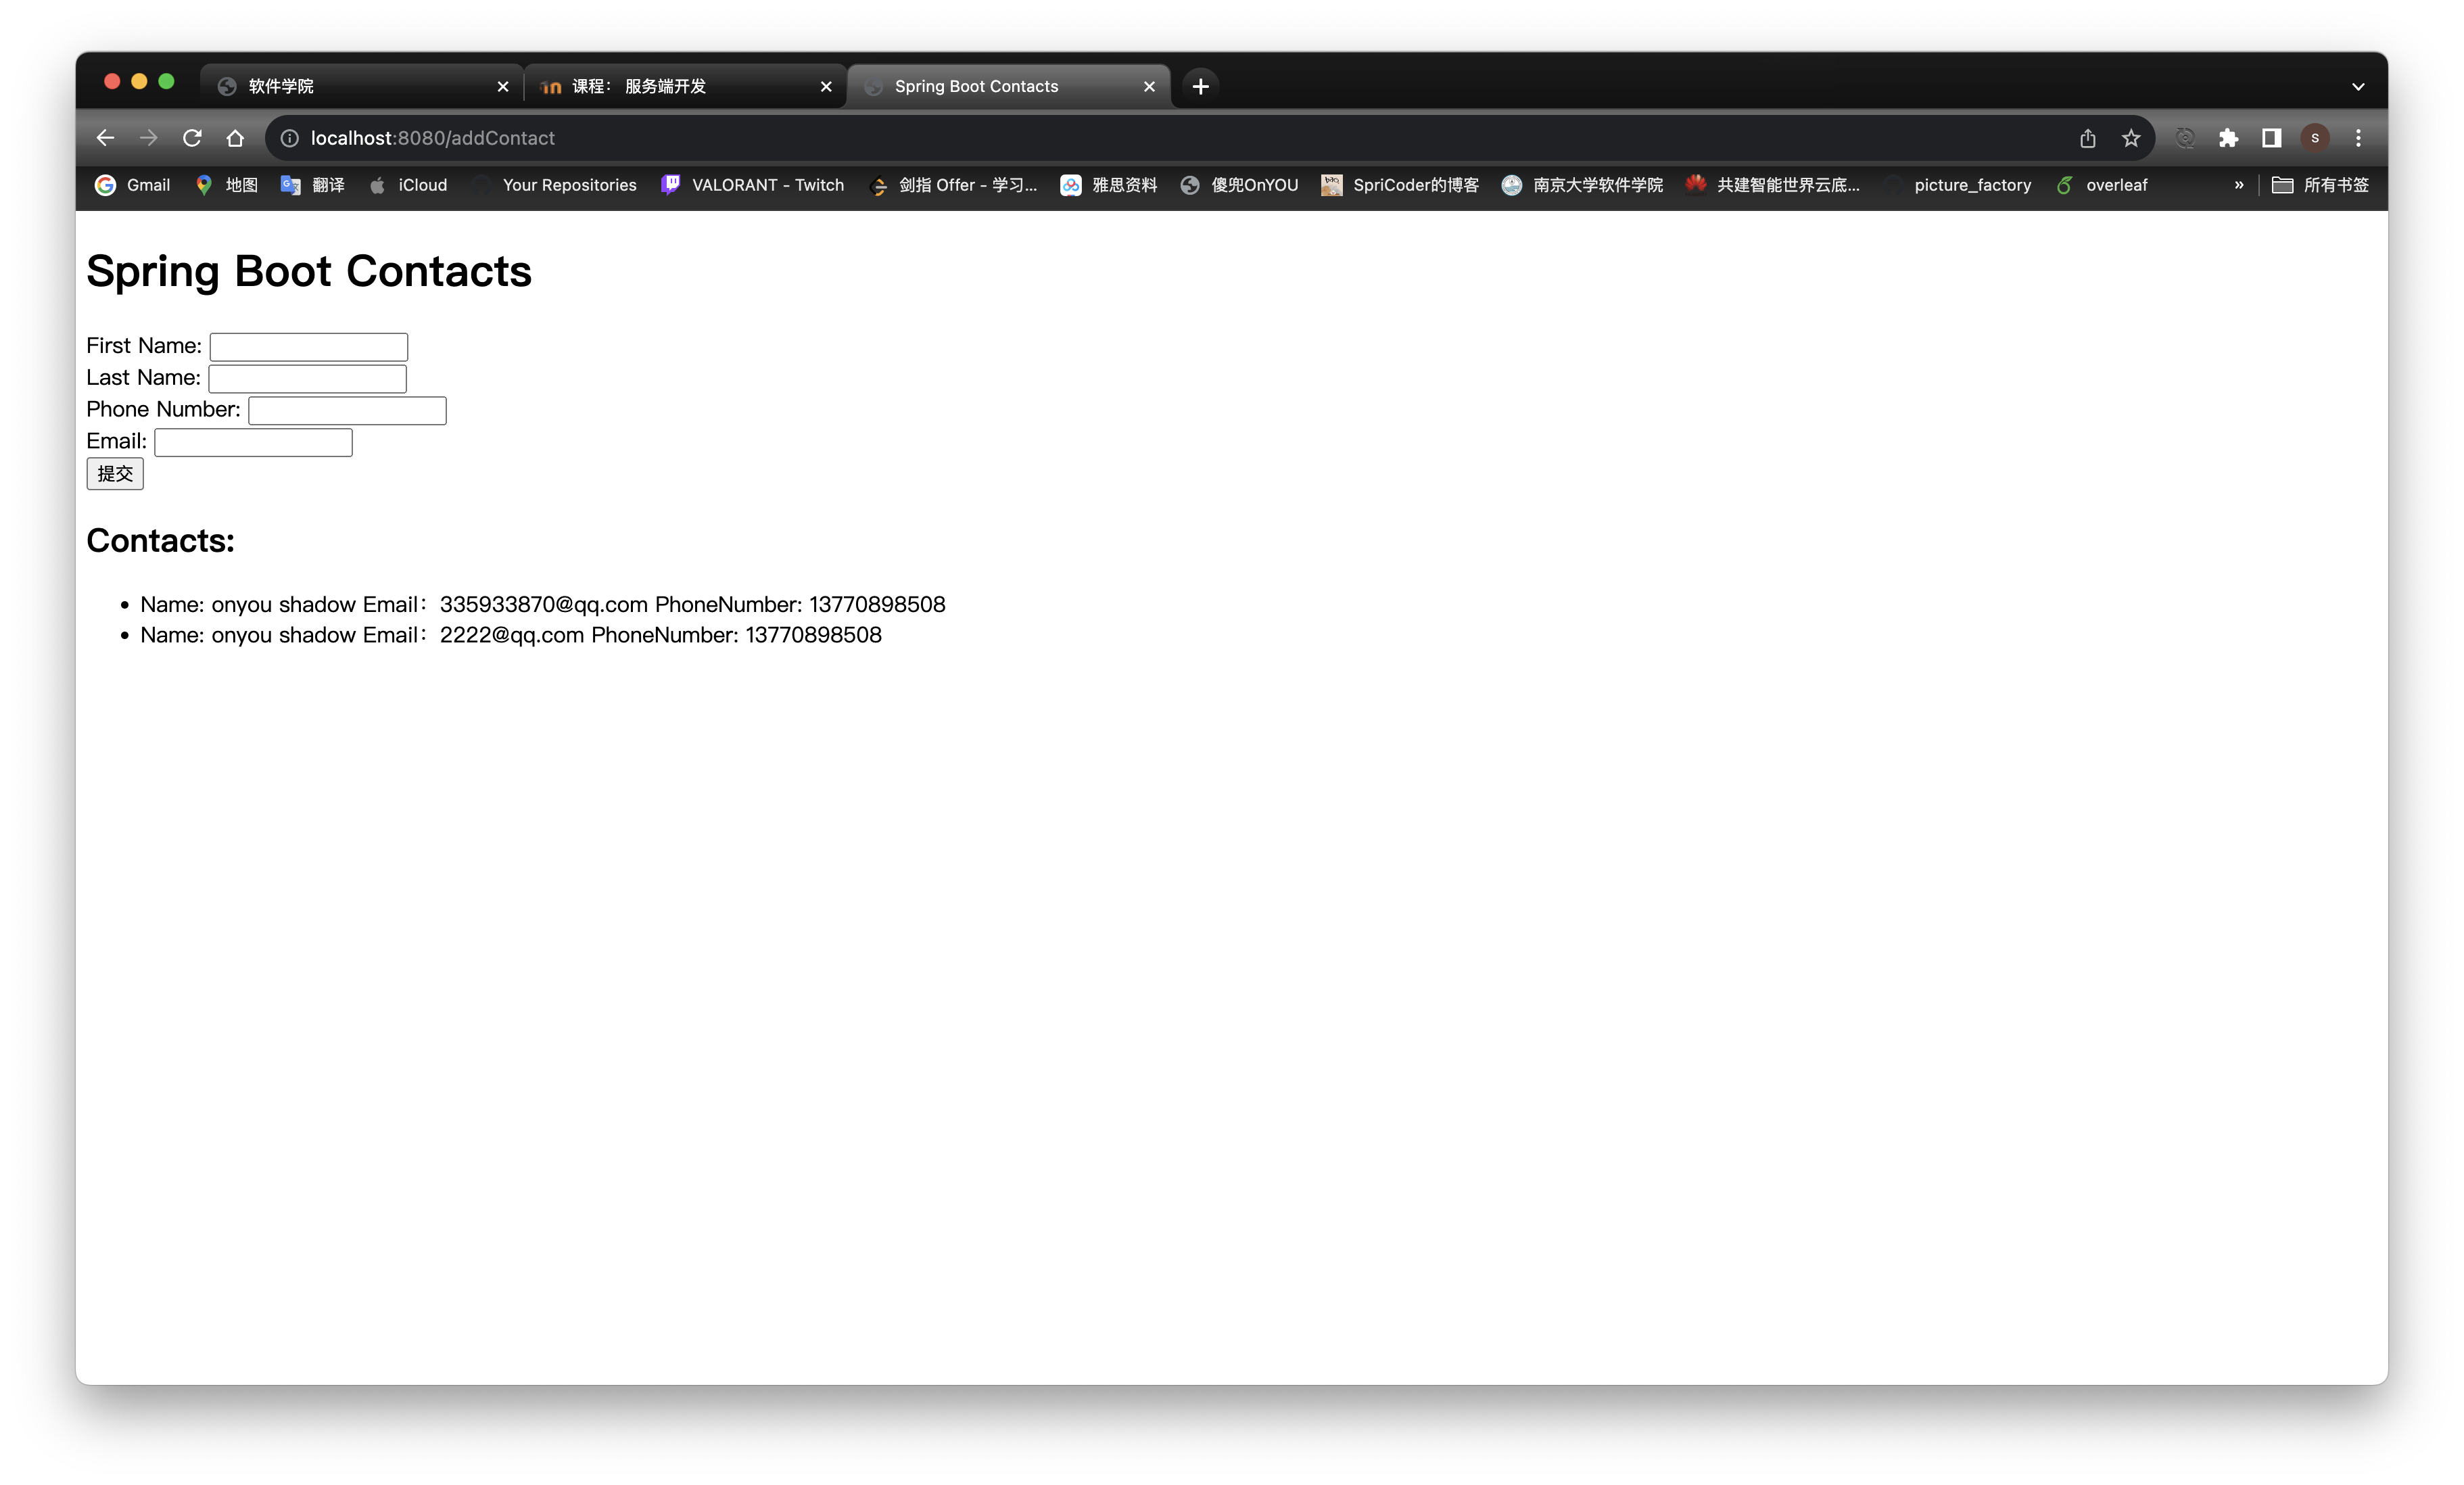 软件学院
课程： 服务端开发
Spring Boot Contacts
localhost:8080/addContact
S
Gmail
地图
翻译
iCloud
Your Repositories
VALORANT - Twitch
剑指 Offer - 学习...
雅思资料
傻兜OnYOU
SpriCoder的博客
南京大学软件学院
共建智能世界云底...
picture_factory
overleaf
»
所有书签
Spring Boot Contacts
First Name:
Last Name:
Phone Number:
Email:
提交
Contacts:
• Name: onyou shadow Email：335933870@qq.com PhoneNumber: 13770898508
• Name: onyou shadow Email：2222@qq.com PhoneNumber: 13770898508